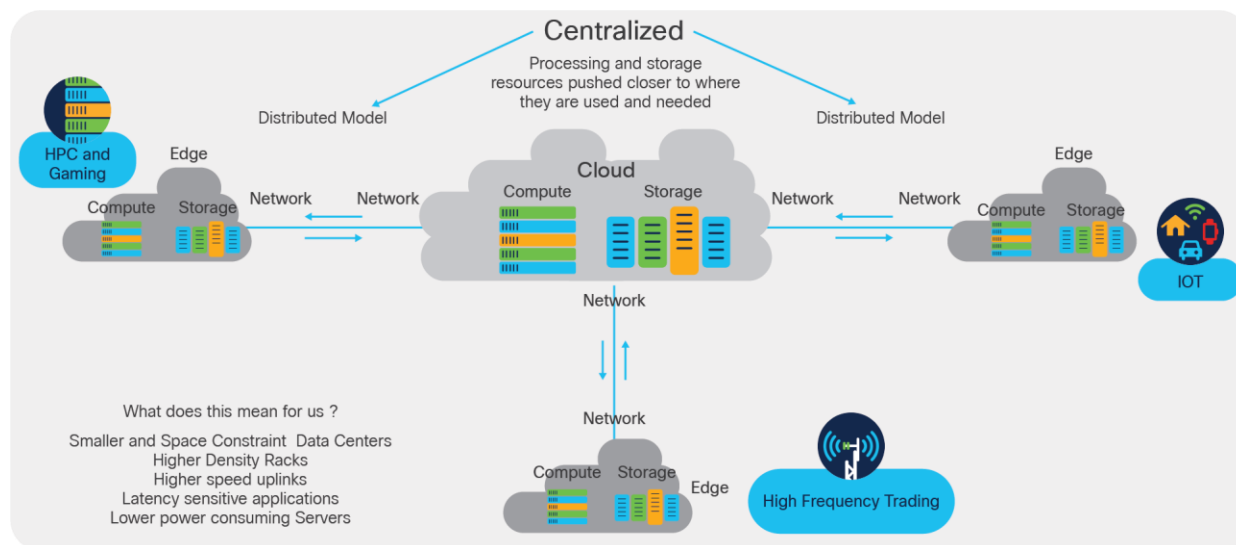 Centralized
Processing and storage
resources pushed closer to where
they are used and needed
Distributed Model
Distributed Model
HPC and
Gaming
Edge
Compute
Storage
Network
Network
Cloud
Compute
Storage
Network
Network
Edge
Compute
Storage
IOT
Network
Network
Compute
Storage
Edge
High Frequency Trading
What does this mean for us ?
Smaller and Space Constraint Data Centers
Higher Density Racks
Higher speed uplinks
Latency sensitive applications
Lower power consuming Servers